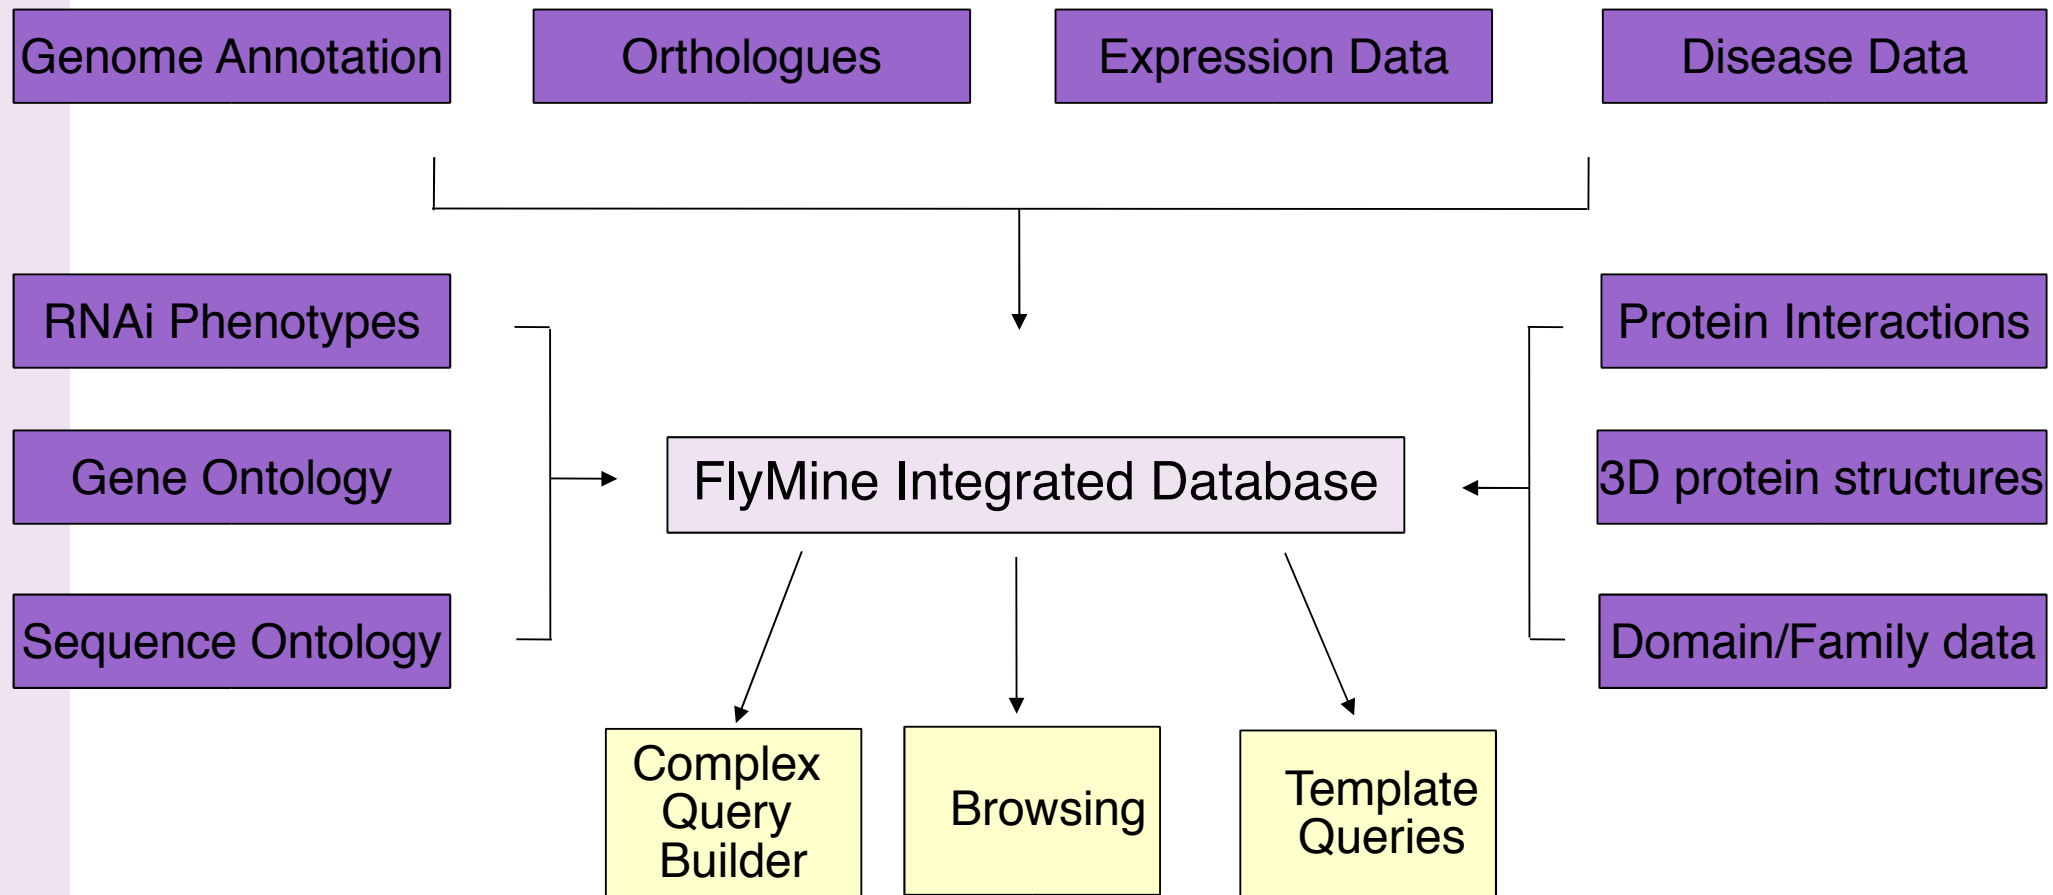 Genome Annotation
Orthologues
Expression Data
Disease Data
RNAi Phenotypes
Protein Interactions
Gene Ontology
FlyMine Integrated Database
3D protein structures
Sequence Ontology
Domain/Family data
Complex
Query
Builder
Browsing
Template
Queries